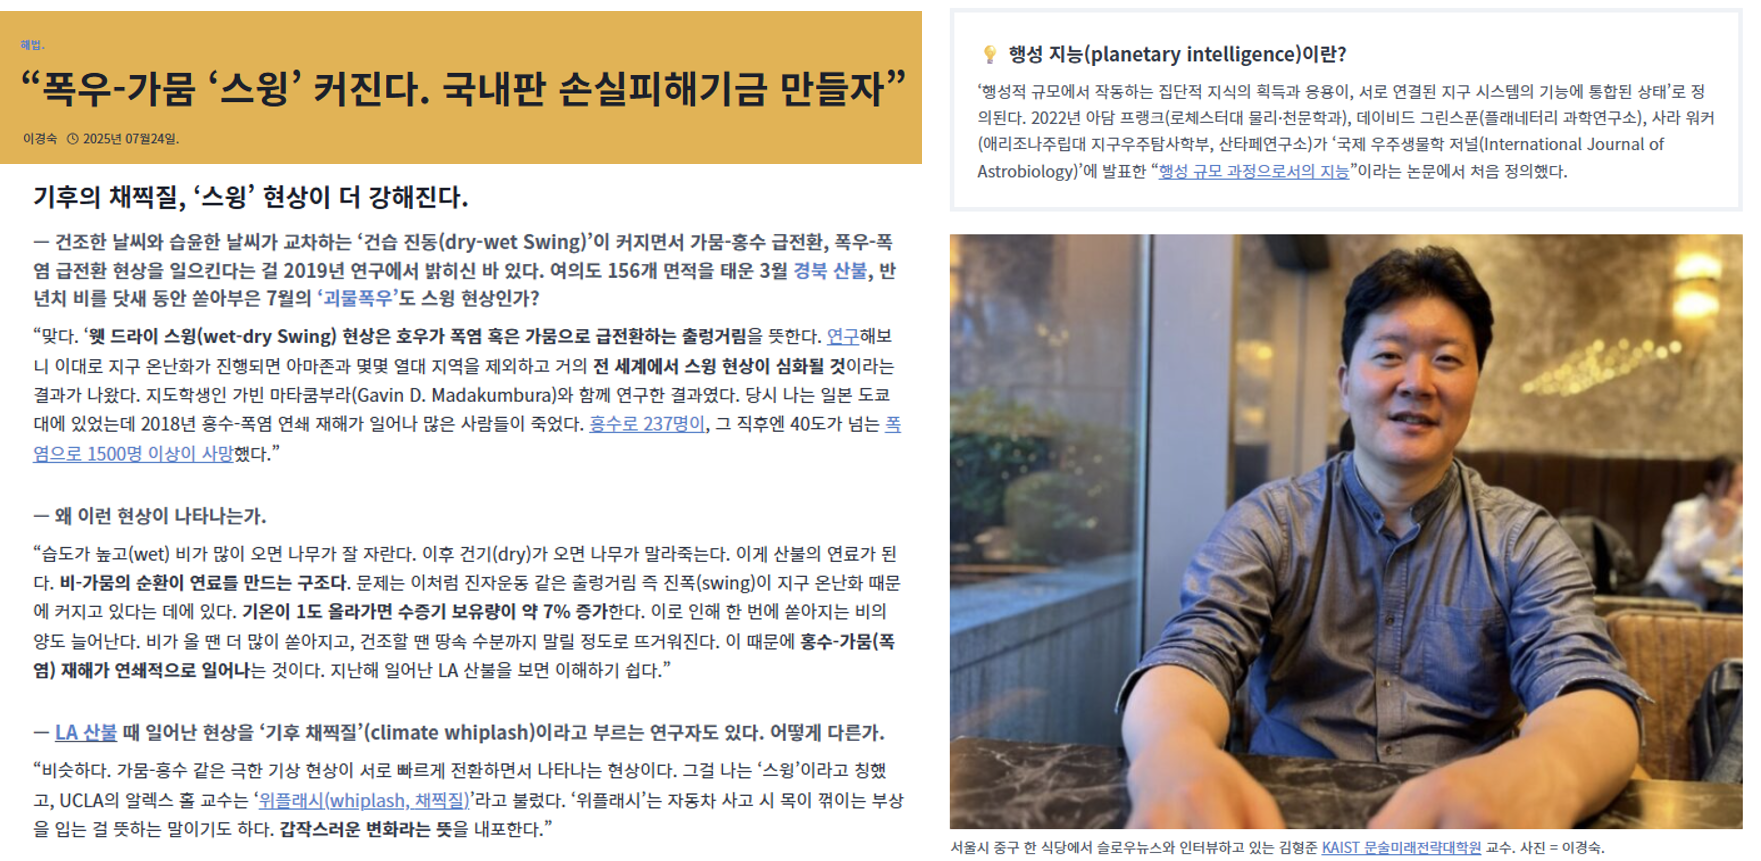 해법.
“폭우-가뭄 ‘스윙’ 커진다. 국내판 손실피해기금 만들자”
이경숙 2025년 07월24일.
기후의 채찍질, ‘스윙’ 현상이 더 강해진다.
— 건조한 날씨와 습윤한 날씨가 교차하는 ‘건습 진동(dry-wet Swing)’이 커지면서 가뭄-홍수 급전환, 폭우-폭
염 급전환 현상을 일으킨다는 걸 2019년 연구에서 밝히신 바 있다. 여의도 156개 면적을 태운 3월 경북 산불, 반
년치 비를 닷새 동안 쏟아부은 7월의 ‘괴물폭우’도 스윙 현상인가?
“맞다. ‘웻 드라이 스윙(wet-dry Swing) 현상은 호우가 폭염 혹은 가뭄으로 급전환하는 출렁거림을 뜻한다. 연구해보
니 이대로 지구 온난화가 진행되면 아마존과 몇몇 열대 지역을 제외하고 거의 전 세계에서 스윙 현상이 심화될 것이라는
결과가 나왔다. 지도학생인 가빈 마타쿰부라(Gavin D. Madakumbura)와 함께 연구한 결과였다. 당시 나는 일본 도쿄
대에 있었는데 2018년 홍수-폭염 연쇄 재해가 일어나 많은 사람들이 죽었다. 홍수로 237명이, 그 직후엔 40도가 넘는 폭
염으로 1500명 이상이 사망했다.”
— 왜 이런 현상이 나타나는가.
“습도가 높고(wet) 비가 많이 오면 나무가 잘 자란다. 이후 건기(dry)가 오면 나무가 말라죽는다. 이게 산불의 연료가 된
다. 비-가뭄의 순환이 연료를 만드는 구조다. 문제는 이처럼 진자운동 같은 출렁거림 즉 진폭(swing)이 지구 온난화 때문
에 커지고 있다는 데에 있다. 기온이 1도 올라가면 수증기 보유량이 약 7% 증가한다. 이로 인해 한 번에 쏟아지는 비의
양도 늘어난다. 비가 올 땐 더 많이 쏟아지고, 건조할 땐 땅속 수분까지 말릴 정도로 뜨거워진다. 이 때문에 홍수-가뭄(폭
염) 재해가 연쇄적으로 일어나는 것이다. 지난해 일어난 LA 산불을 보면 이해하기 쉽다.”
— LA 산불 때 일어난 현상을 ‘기후 채찍질’(climate whiplash)이라고 부르는 연구자도 있다. 어떻게 다른가.
“비슷하다. 가뭄-홍수 같은 극한 기상 현상이 서로 빠르게 전환하면서 나타나는 현상이다. 그걸 나는 ‘스윙’이라고 칭했
고, UCLA의 알렉스 홀 교수는 ‘위플래시(whiplash, 채찍질)’라고 불렀다. ‘위플래시’는 자동차 사고 시 목이 꺾이는 부상
을 입는 걸 뜻하는 말이기도 하다. 갑작스러운 변화라는 뜻을 내포한다.”
행성 지능(planetary intelligence)이란?
‘행성적 규모에서 작동하는 집단적 지식의 획득과 응용이, 서로 연결된 지구 시스템의 기능에 통합된 상태’로 정
의된다. 2022년 아담 프랭크(로체스터대 물리·천문학과), 데이비드 그린스푼(플래네터리 과학연구소), 사라 워커
(애리조나주립대 지구우주탐사학부, 산타페연구소)가 ‘국제 우주생물학 저널(International Journal of
Astrobiology)’에 발표한 “행성 규모 과정으로서의 지능”이라는 논문에서 처음 정의했다.
서울시 중구 한 식당에서 슬로우뉴스와 인터뷰하고 있는 김형준 KAIST 문술미래전략대학원 교수. 사진 = 이경숙.